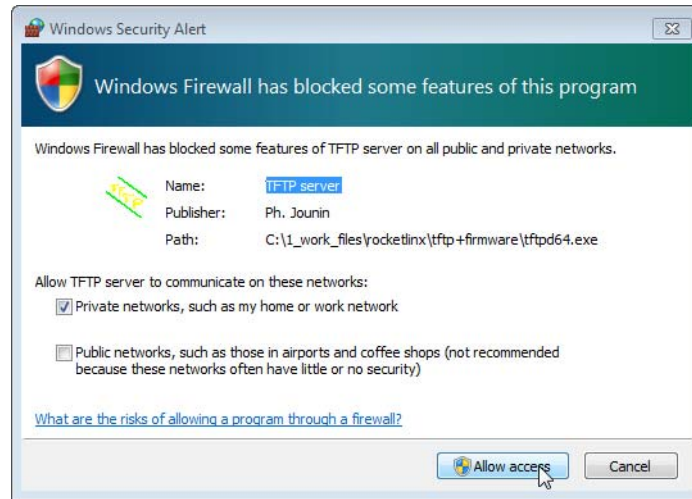 Windows Security Alert
Windows Firewall has blocked some features of this program
Windows Firewall has blocked some features of TFTP server on all public and private networks.
Name: TFTP server
Publisher: Ph. Jounin
Path: C:\1_work_files\rocketlinx\tftp+firmware\tftpd64.exe
Allow TFTP server to communicate on these networks:
Private networks, such as my home or work network
Public networks, such as those in airports and coffee shops (not recommended
because these networks often have little or no security)
What are the risks of allowing a program through a firewall?
Allow access Cancel